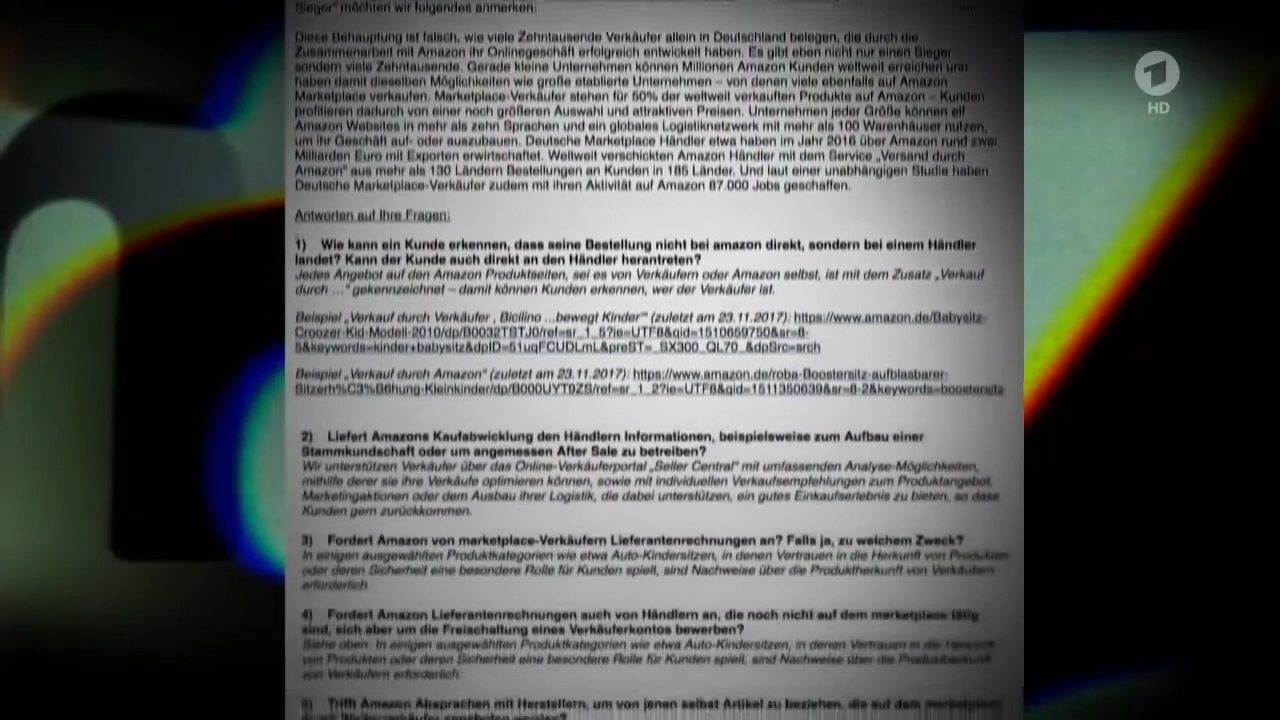 Sieger" möchten wir folgendes anmerken:
Diese Behauptung ist falsch, wie viele Zehntausende Verkäufer allein in Deutschland belegen, die durch die
Zusammenarbeit mit Amazon ihr Onlinegeschäft erfolgreich entwickelt haben. Es gibt eben nicht nur einen Sieger
sondern viele Zehntausende. Gerade kleine Unternehmen können Millionen Amazon Kunden weltweit erreichen und
haben damit dieselben Möglichkeiten wie große etablierte Unternehmen – von denen viele ebenfalls auf Amazon
Marketplace verkaufen. Marketplace-Verkäufer stehen für 50% der weltweit verkauften Produkte auf Amazon – Kunden
profitieren dadurch von einer noch größeren Auswahl und attraktiven Preisen. Unternehmen jeder Größe können elf
Amazon Websites in mehr als zehn Sprachen und ein globales Logistiknetzwerk mit mehr als 100 Warenhäuser nutzen,
um ihr Geschäft auf- oder auszubauen. Deutsche Marketplace Händler etwa haben im Jahr 2016 über Amazon rund zwei
Milliarden Euro mit Exporten erwirtschaftet. Weltweit verschickten Amazon Händler mit dem Service „Versand durch
Amazon" aus mehr als 130 Ländern Bestellungen an Kunden in 185 Länder. Und laut einer unabhängigen Studie haben
Deutsche Marketplace-Verkäufer zudem mit ihren Aktivität auf Amazon 87.000 Jobs geschaffen.
Antworten auf Ihre Fragen:
1) Wie kann ein Kunde erkennen, dass seine Bestellung nicht bei amazon direkt, sondern bei einem Händler
landet? Kann der Kunde auch direkt an den Händler herantreten?
Jedes Angebot auf den Amazon Produktseiten, sei es von Verkäufern oder Amazon selbst, ist mit dem Zusatz „Verkauf
durch ..." gekennzeichnet – damit können Kunden erkennen, wer der Verkäufer ist.
Beispiel „Verkauf durch Verkäufer ‚ Bicilino ...bewegt Kinder'" (zuletzt am 23.11.2017): https://www.amazon.de/Babysitz-
Croozer-Kid-Modell-2010/dp/B0032TSTJ0/ref=sr_1_5?ie=UTF8&qid=1510659750&sr=8-
5&keywords=kinder+babysitz&dpID=51uqFCUDLmL&preST=_SX300_QL70_&dpSrc=srch
Beispiel „Verkauf durch Amazon" (zuletzt am 23.11.2017): https://www.amazon.de/roba-Boostersitz-aufblasbarer-
Sitzerh%C3%B6hung-Kleinkinder/dp/B000UYT9ZS/ref=sr_1_2?ie=UTF8&qid=1511350639&sr=8-2&keywords=boostersitz
2) Liefert Amazons Kaufabwicklung den Händlern Informationen, beispielsweise zum Aufbau einer
Stammkundschaft oder um angemessen After Sale zu betreiben?
Wir unterstützen Verkäufer über das Online-Verkäuferportal „Seller Central" mit umfassenden Analyse-Möglichkeiten,
mithilfe derer sie ihre Verkäufe optimieren können, sowie mit individuellen Verkaufsempfehlungen zum Produktangebot,
Marketingaktionen oder dem Ausbau ihrer Logistik, die dabei unterstützen, ein gutes Einkaufserlebnis zu bieten, so dass
Kunden gern zurückkommen.
3) Fordert Amazon von marketplace-Verkäufern Lieferantenrechnungen an? Falls ja, zu welchem Zweck?
In einigen ausgewählten Produktkategorien wie etwa Auto-Kindersitzen, in denen Vertrauen in die Herkunft von Produkten
oder deren Sicherheit eine besondere Rolle für Kunden spielt, sind Nachweise über die Produktherkunft von Verkäufern
erforderlich
4) Fordert Amazon Lieferantenrechnungen auch von Händlern an, die noch nicht auf dem marketplace tätig
sind, sich aber um die Freischaltung eines Verkäuferkontos bewerben?
Siehe oben. In einigen ausgewählten Produktkategorien wie etwa Auto-Kindersitzen, in denen Vertrauen in die Herkunft
von Produkten oder deren Sicherheit eine besondere Rolle für Kunden spielt, sind Nachweise über die Produktherkunft
von Verkäufern erforderlich.
Trifft Amazon Absprachen mit Herstellern, um von jenen selbst Artikel zu beziehen, die auf dem marketplace
1
HD